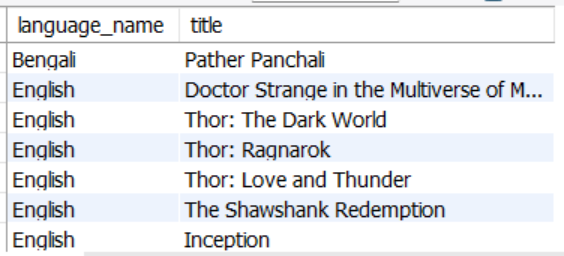 language_name title
Bengali Pather Panchali
English Doctor Strange in the Multiverse of M...
English Thor: The Dark World
English Thor: Ragnarok
English Thor: Love and Thunder
English The Shawshank Redemption
English Inception